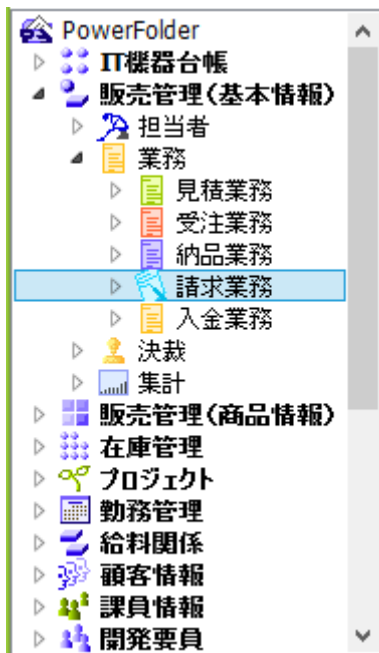 PowerFolder
IT機器台帳
販売管理(基本情報)
担当者
業務
見積業務
受注業務
納品業務
請求業務
入金業務
決裁
集計
販売管理(商品情報)
在庫管理
プロジェクト
勤務管理
給料関係
顧客情報
課員情報
開発要員